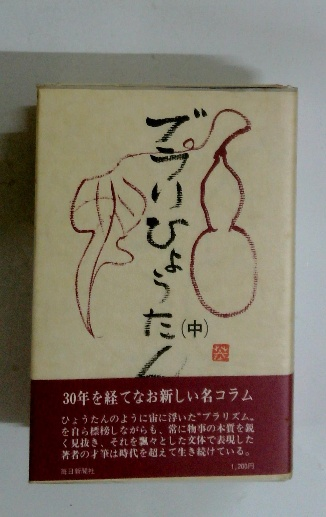 ブラリひょうたん
(中)
30年を経てなお新しい名コラム
ひょうたんのように宙に浮いた“ブラリズム„
を自ら標榜しながらも、常に物事の本質を鋭
く見抜き、それを飄々とした文体で表現した
著者の才筆は時代を超えて生き続けている。
毎日新聞社
1,200円